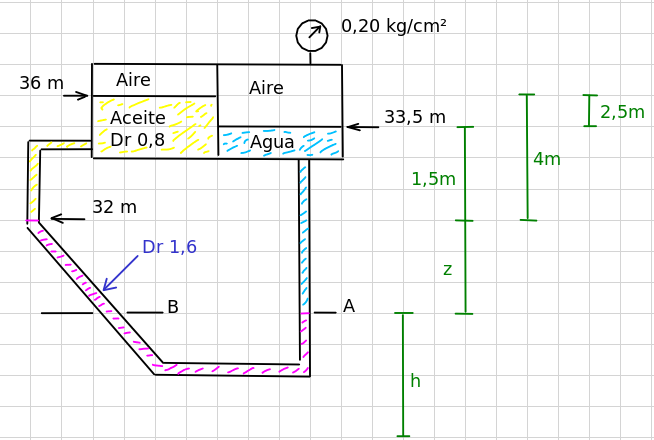 0,20 kg/cm²
36 m
Aire
Aire
Aceite
Dr 0,8
Agua
33,5 m
2,5m
4m
1,5m
32 m
Dr 1,6
z
B
A
h